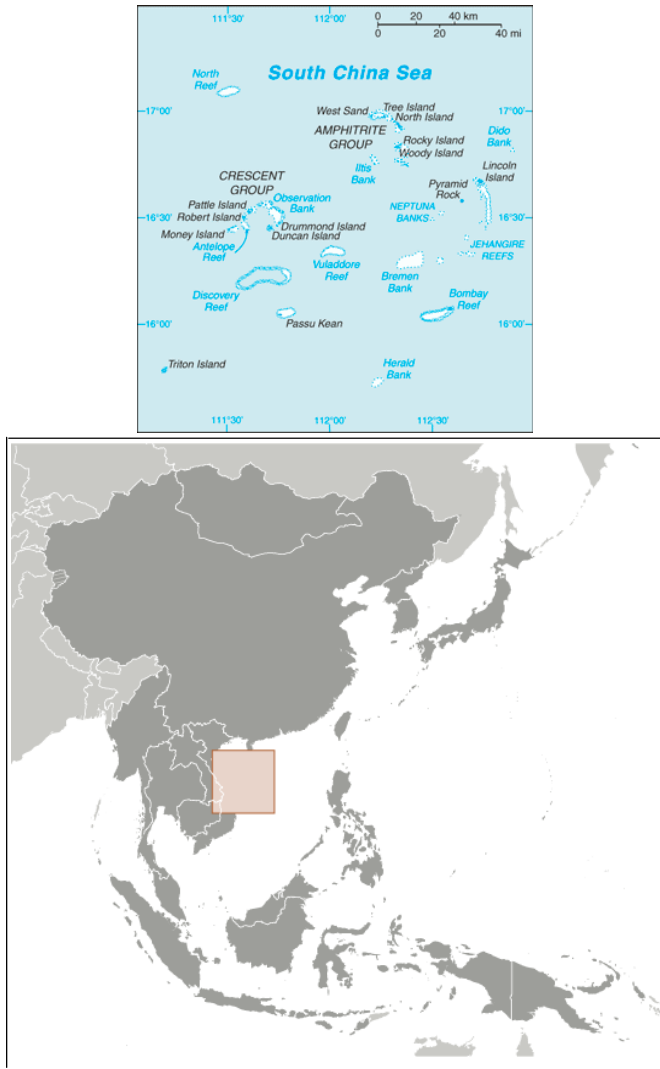 111°30' 112°00'
0 20 40 km
0 20 40 mi
South China Sea
North
Reef
17°00' 17°00'
West Sand
Tree Island
North Island
AMPHITRITE
GROUP
Rocky Island
Woody Island
Dido
Bank
Iltis
Bank
Lincoln
Island
Pyramid
Rock
CRESCENT
GROUP
Pattle Island
Observation
Bank
Robert Island
16°30' 16°30'
NEPTUNA
BANKS
Money Island
Drummond Island
Duncan Island
Antelope
Reef
JEHANGIRE
REEFS
Vuladdore
Reef
Bremen
Bank
Discovery
Reef
Bombay
Reef
Passu Kean
16°00' 16°00'
Triton Island
Herald
Bank
111°30' 112°00' 112°30'